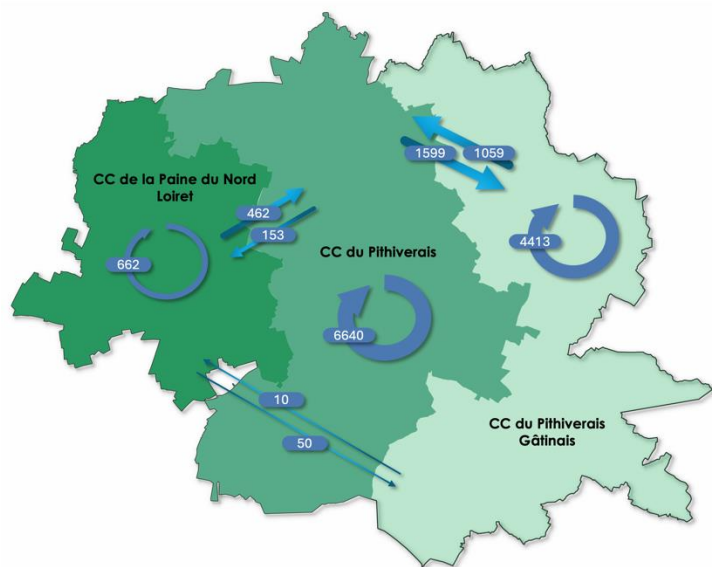 1599
1059
CC de la Paine du Nord
Loiret
462
153
4413
662
CC du Pithiverais
6640
10
CC du Pithiverais
Gâtinais
50